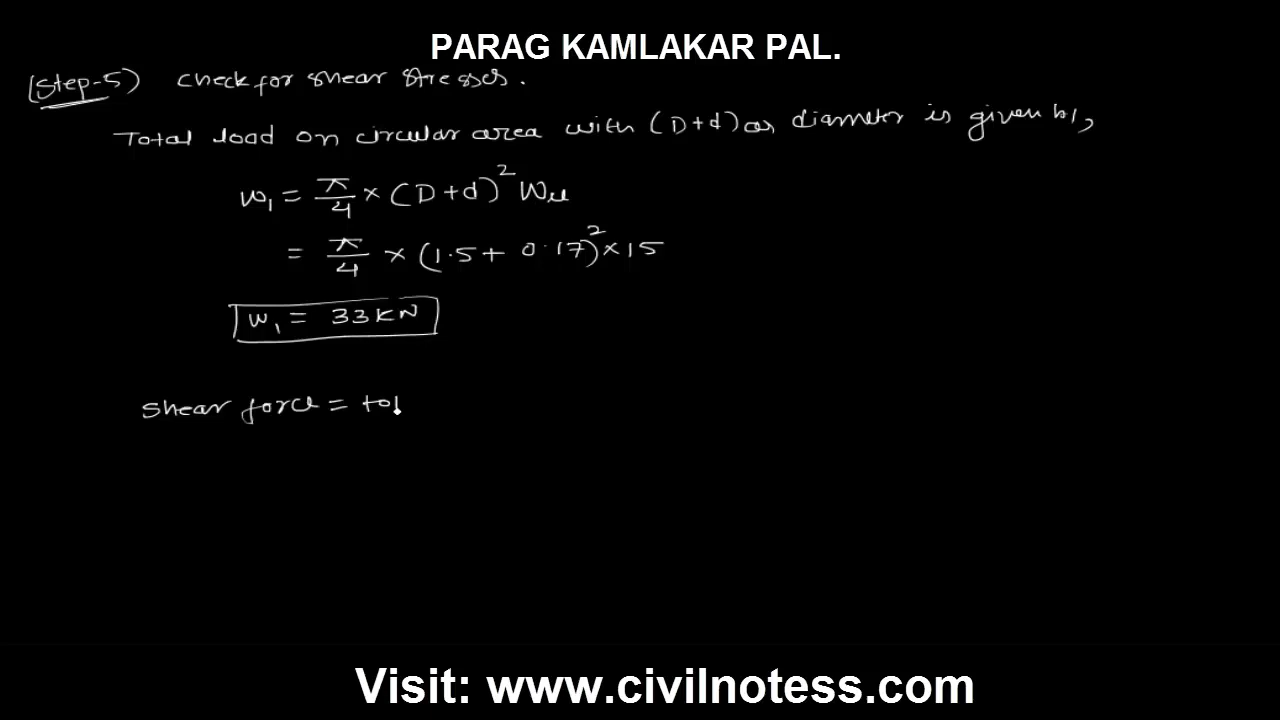 PARAG KAMLAKAR PAL.
(Step-5) Check for shear stresses.
Total load on circular area with (D+d) as diameter is given by,
W₁ = π/4 × (D+d)² Wu
= π/4 × (1.5+0.17)² × 15
W₁ = 33 KN
Shear force = tot
Visit: www.civilnotess.com